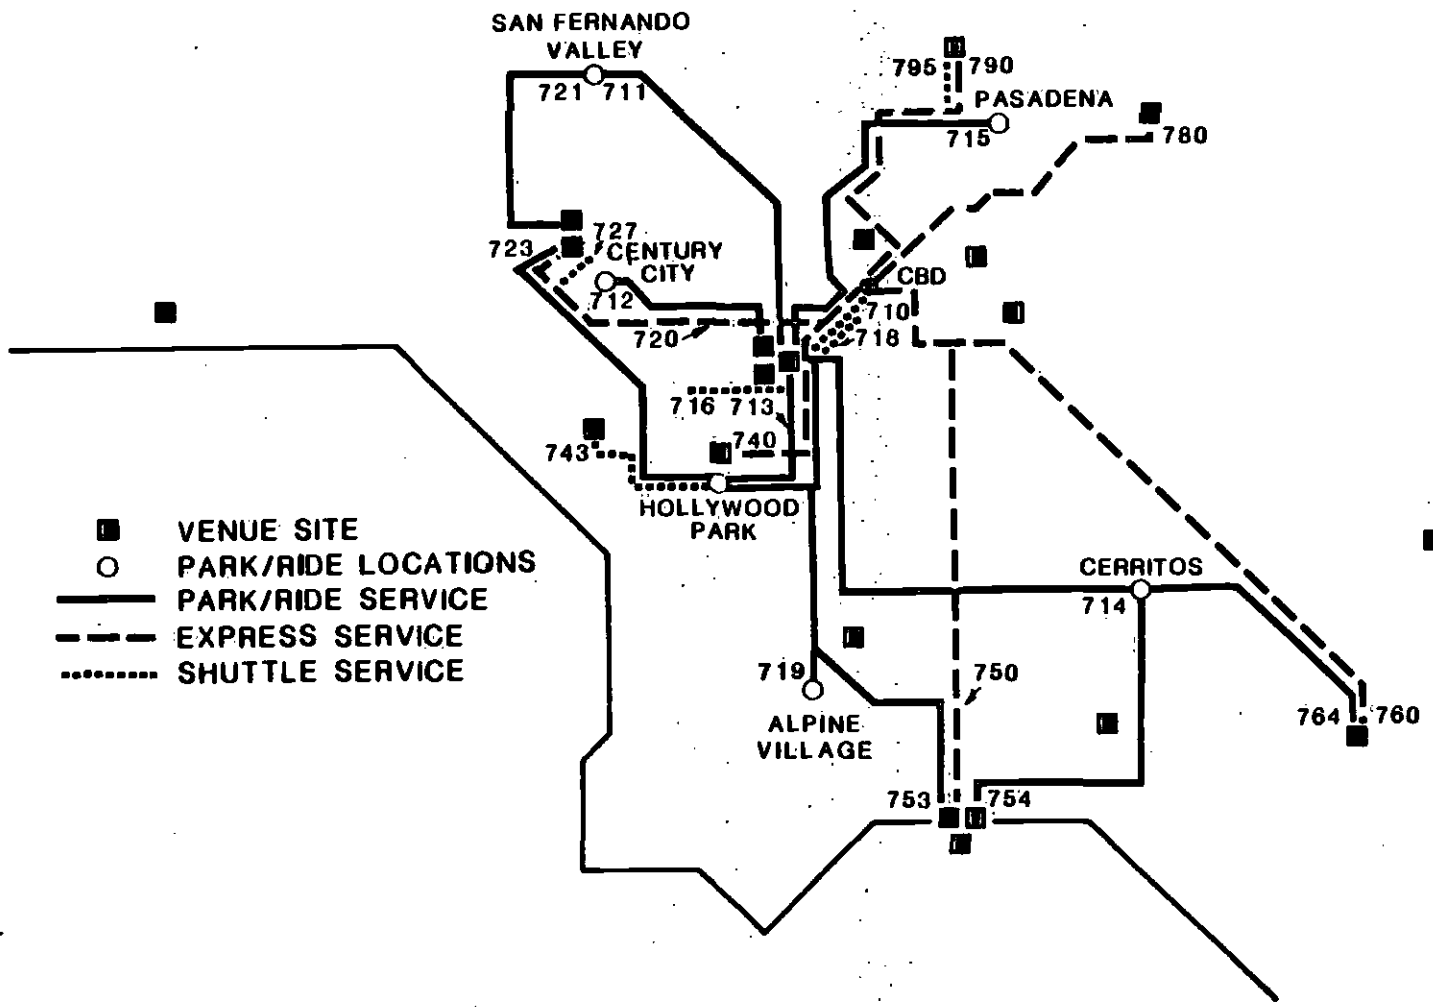 SAN FERNANDO
VALLEY
721 711
795 790
PASADENA
715
780
723
727
CENTURY
CITY
712
CBD
710
720
718
716 713
743
740
HOLLYWOOD
PARK
VENUE SITE
PARK/RIDE LOCATIONS
PARK/RIDE SERVICE
EXPRESS SERVICE
SHUTTLE SERVICE
CERRITOS
714
719
750
ALPINE
VILLAGE
764 760
753 754